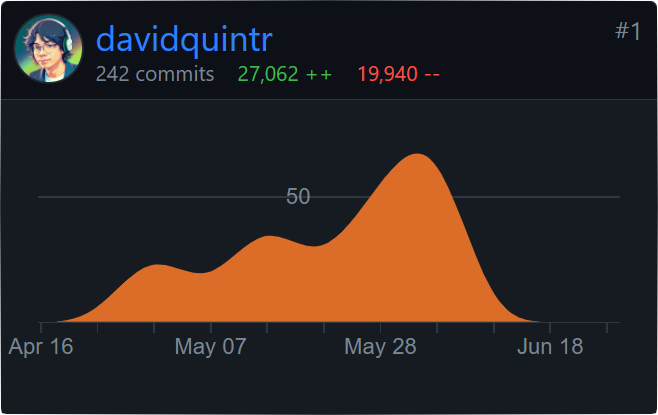 davidquintr
#1
242 commits 27,062 ++ 19,940 --
50
Apr 16 May 07 May 28 Jun 18